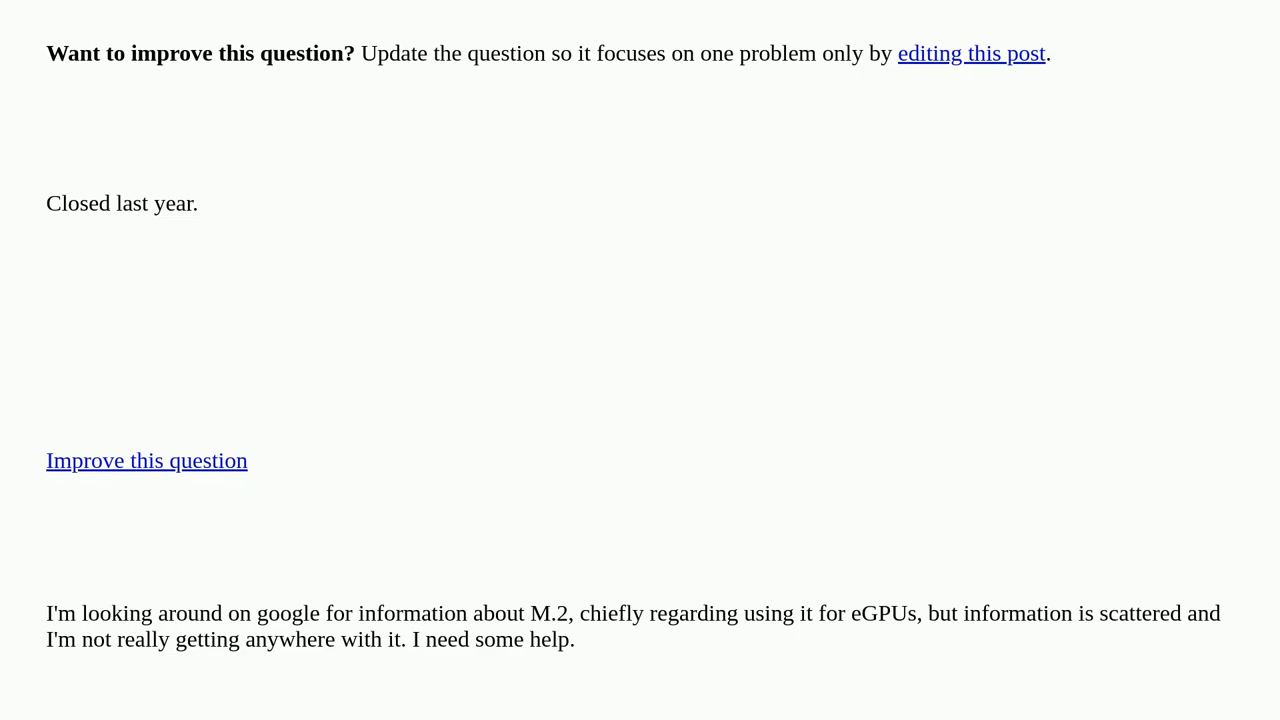 Want to improve this question? Update the question so it focuses on one problem only by editing this post.
Closed last year.
Improve this question
I'm looking around on google for information about M.2, chiefly regarding using it for eGPUs, but information is scattered and
I'm not really getting anywhere with it. I need some help.